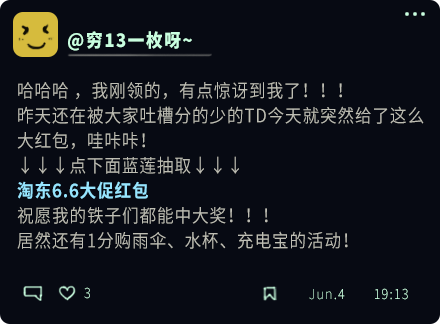 @穷13一枚呀~
哈哈哈，我刚领的，有点惊讶到我了！！！
昨天还在被大家吐槽分的少的TD今天就突然给了这么
大红包，哇咔咔！
↓↓↓点下面蓝莲抽取↓↓↓
淘东6.6大促红包
祝愿我的铁子们都能中大奖！！！
居然还有1分购雨伞、水杯、充电宝的活动！
3
Jun.4
19:13